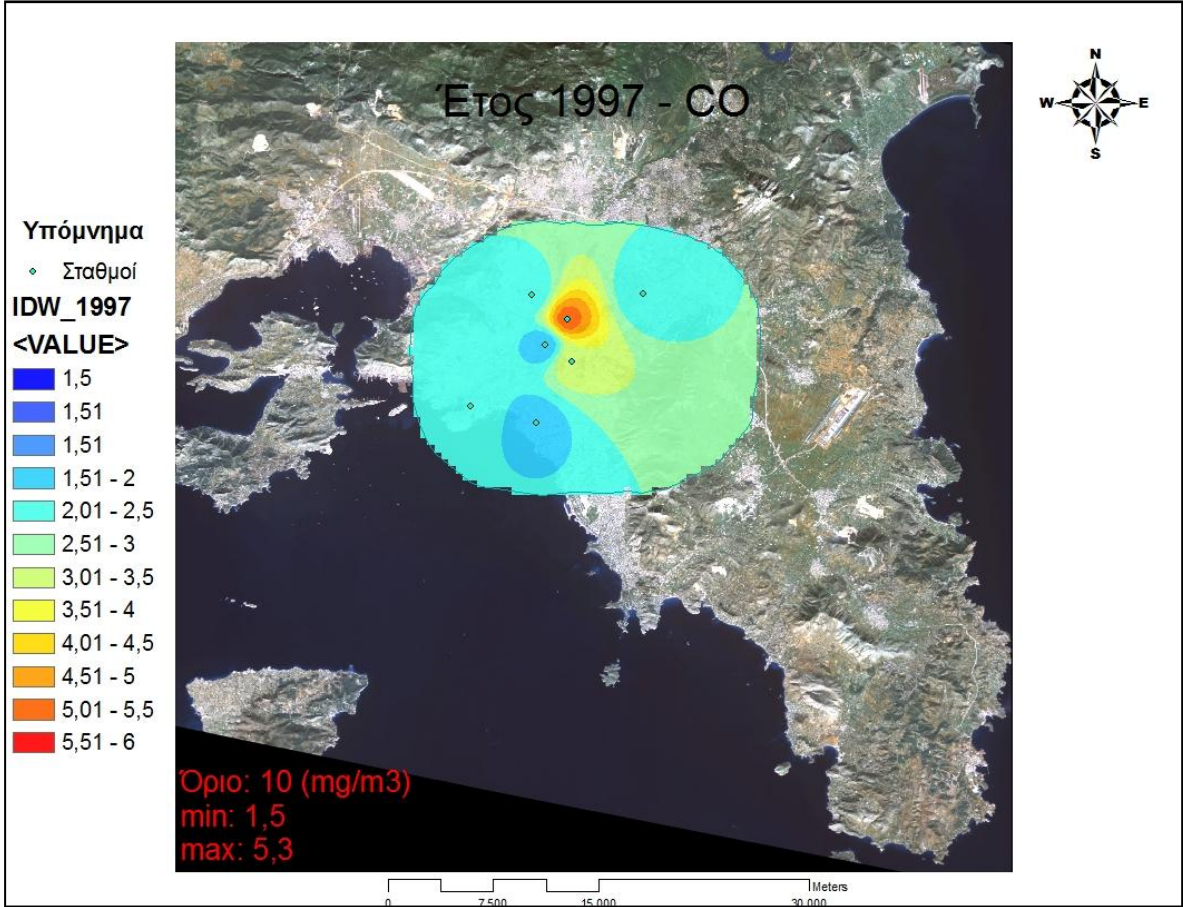 Έτος 1997 - CO
N
W E
S
Υπόμνημα
Σταθμοί
IDW_1997
<VALUE>
1,5
1,51
1,51
1,51 - 2
2,01 - 2,5
2,51 - 3
3,01 - 3,5
3,51 - 4
4,01 - 4,5
4,51 - 5
5,01 - 5,5
5,51 - 6
Όριο: 10 (mg/m3)
min: 1,5
max: 5,3
Meters
0 7.500 15.000 30.000